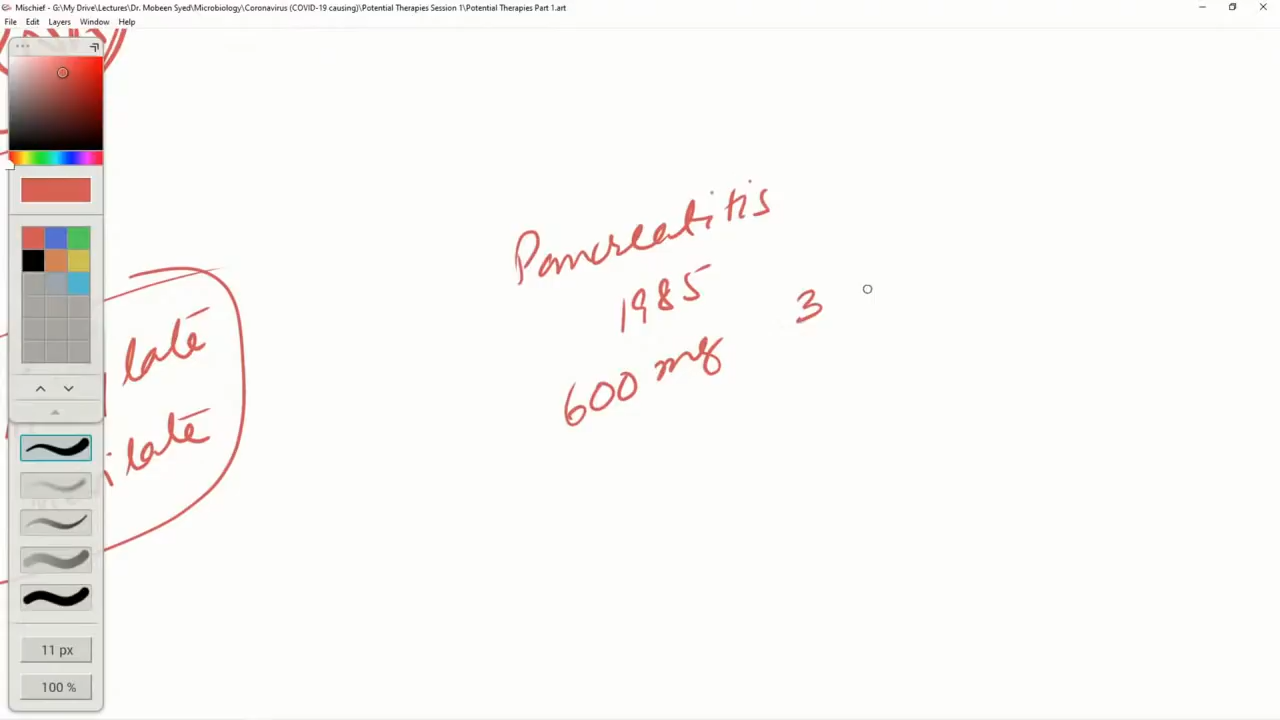 Mischief - G:\My Drive\Lectures\Dr. Mobeen Syed\Microbiology\Coronavirus (COVID-19 causing)\Potential Therapies Session 1\Potential Therapies Part 1.art
File Edit Layers Window Help
Pancreatitis
1985
3
600 mg
late
ilate
11 px
100 %